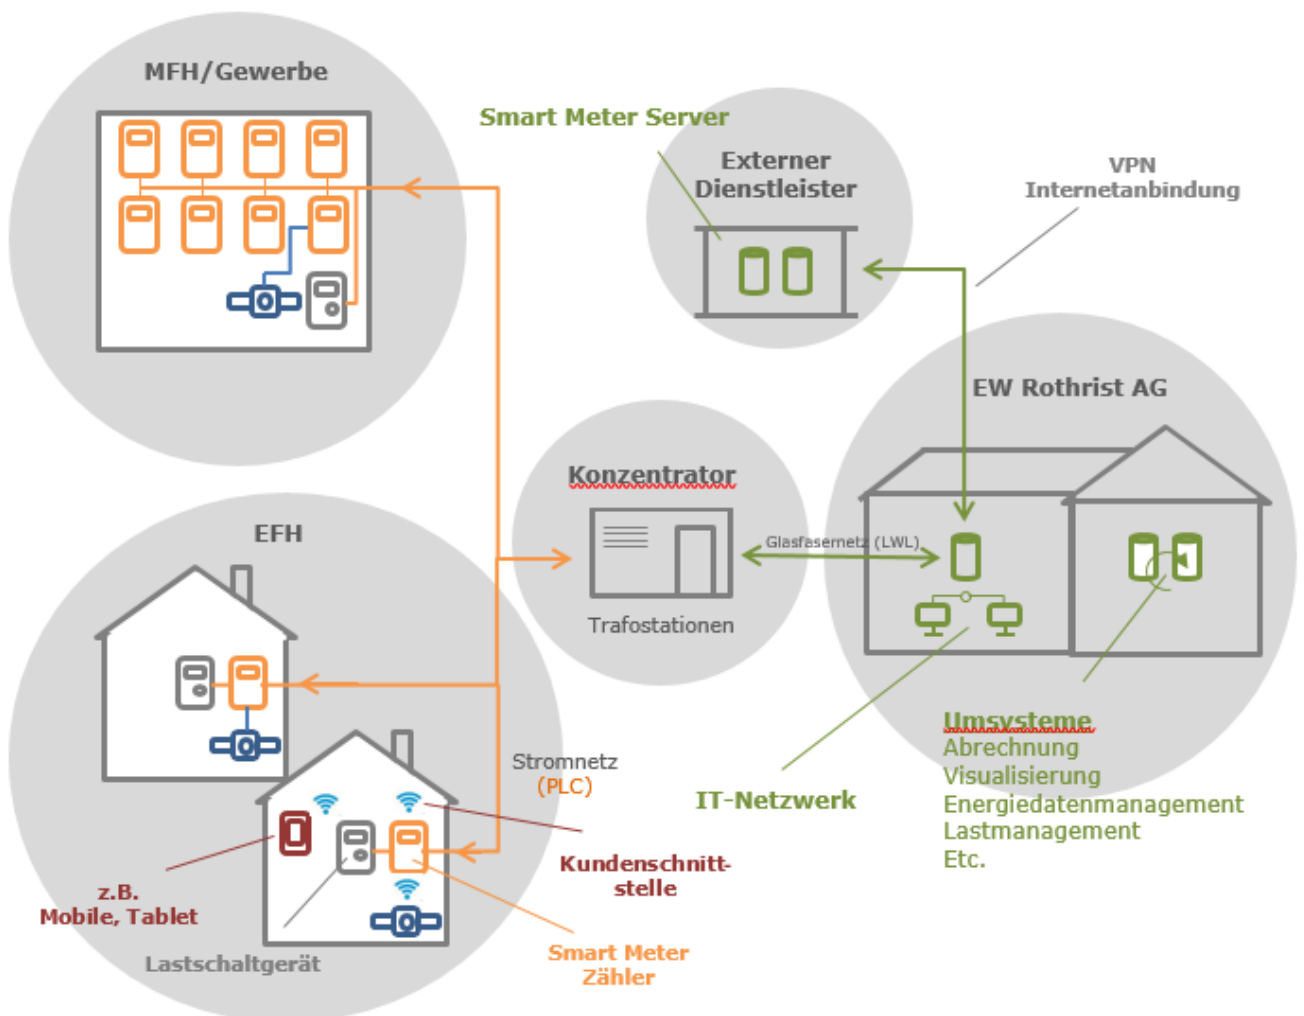 MFH/Gewerbe
Smart Meter Server
Externer
Dienstleister
VPN
Internetanbindung
EW Rothrist AG
Konzentrator
Glasfasernetz (LWL)
Trafostationen
EFH
Stromnetz
(PLC)
Umsysteme
Abrechnung
Visualisierung
Energiedatenmanagement
Lastmanagement
Etc.
IT-Netzwerk
Kundenschnitt-
stelle
z.B.
Mobile, Tablet
Lastschaltgerät
Smart Meter
Zähler